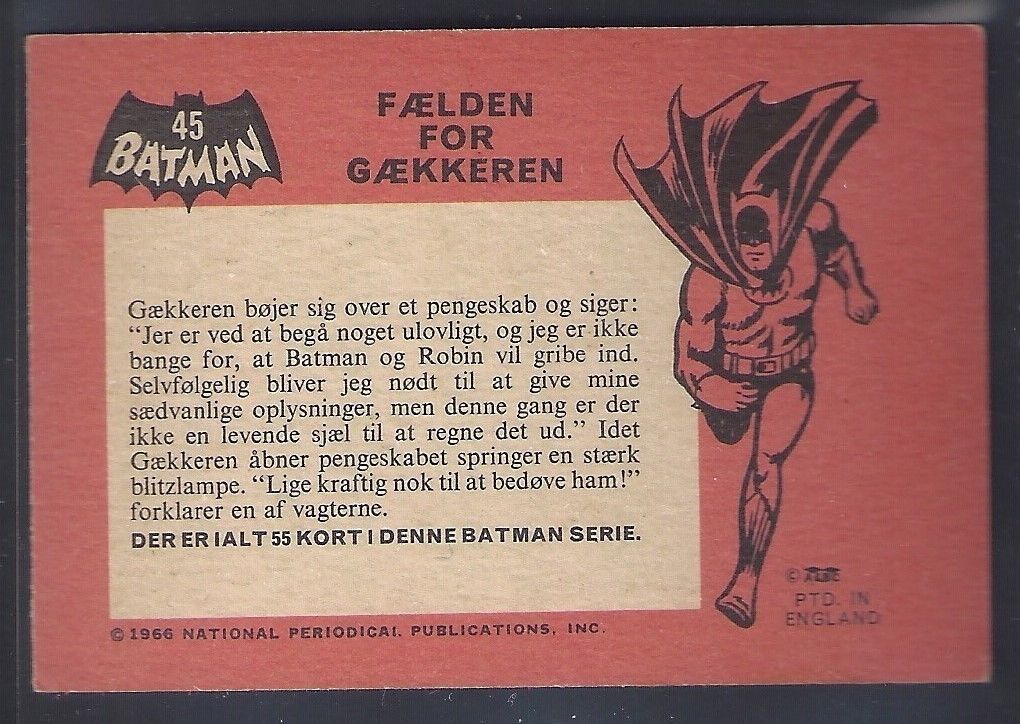 45
BATMAN
FÆLDEN
FOR
GÆKKEREN
Gækkeren bøjer sig over et pengeskab og siger:
“Jer er ved at begå noget ulovligt, og jeg er ikke
bange for, at Batman og Robin vil gribe ind.
Selvfølgelig bliver jeg nødt til at give mine
sædvanlige oplysninger, men denne gang er der
ikke en levende sjæl til at regne det ud.” Idet
Gækkeren åbner pengeskabet springer en stærk
blitzlampe. “Lige kraftig nok til at bedøve ham!”
forklarer en af vagterne.
DER ER IALT 55 KORT I DENNE BATMAN SERIE.
© 1966 NATIONAL PERIODICAL PUBLICATIONS, INC.
©
PTD. IN
ENGLAND